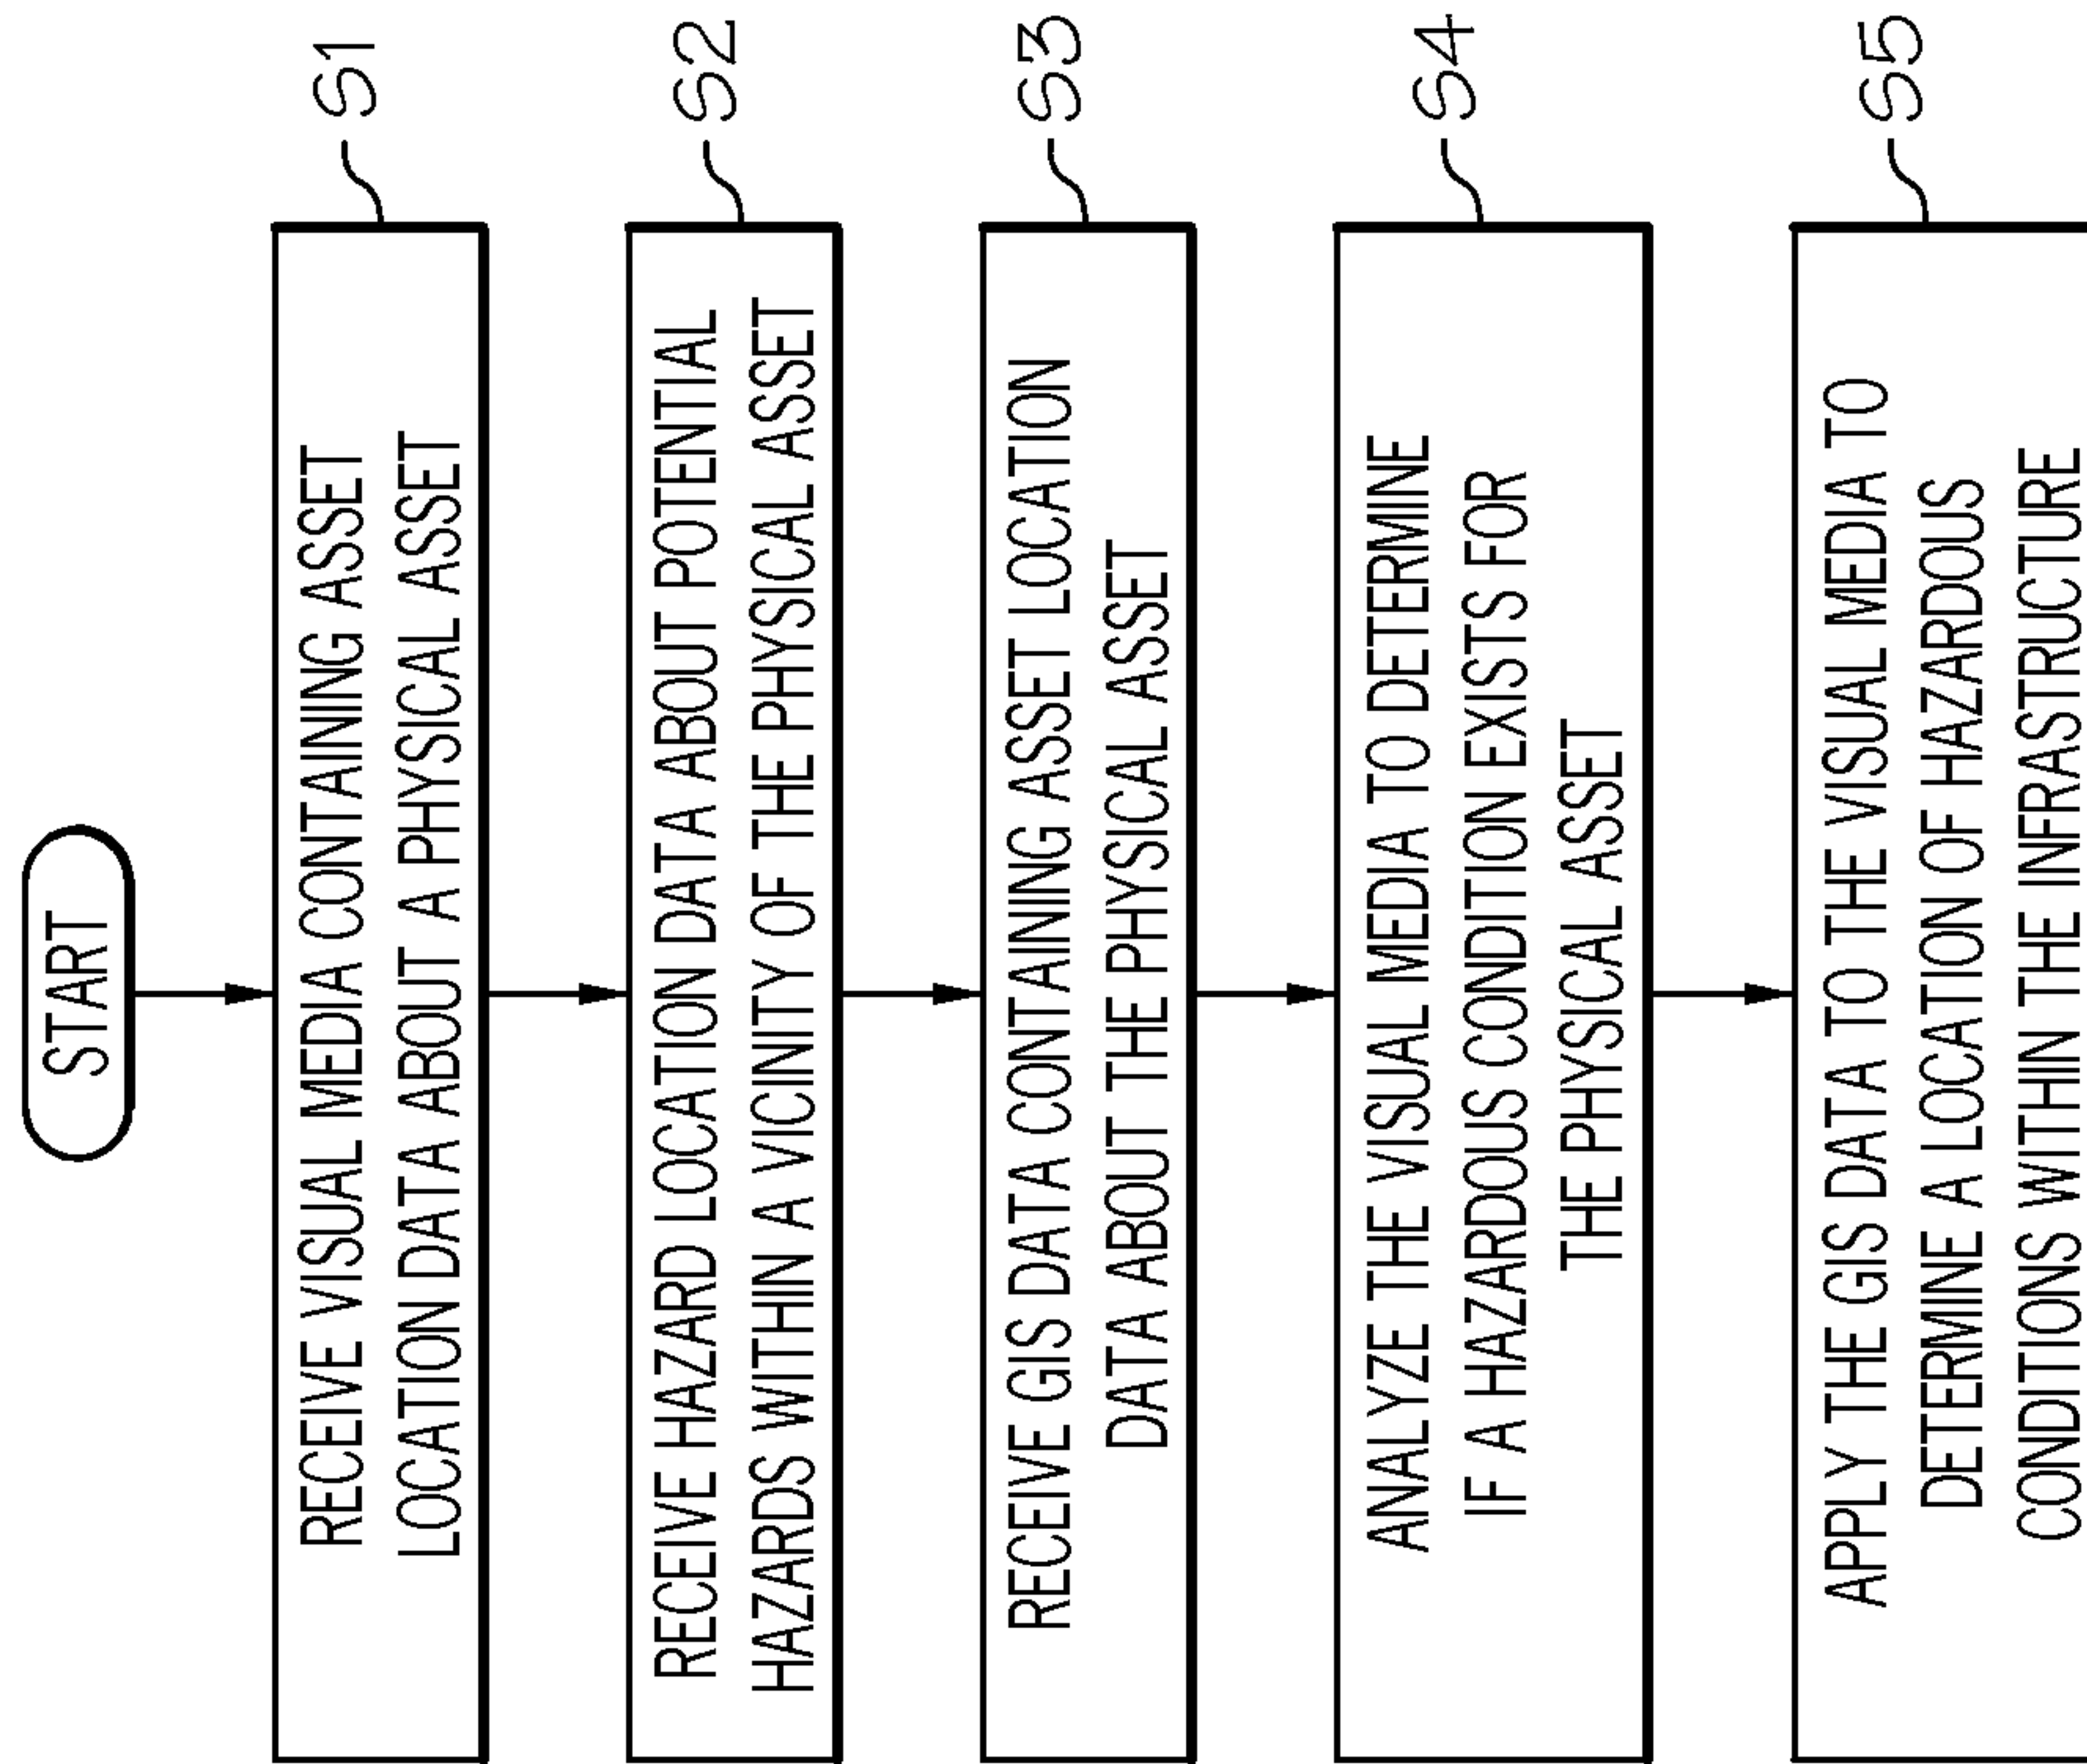 START
RECEIVE VISUAL MEDIA CONTAINING ASSET
LOCATION DATA ABOUT A PHYSICAL ASSET
S1
RECEIVE HAZARD LOCATION DATA ABOUT POTENTIAL
HAZARDS WITHIN A VICINITY OF THE PHYSICAL ASSET
S2
RECEIVE GIS DATA CONTAINING ASSET LOCATION
DATA ABOUT THE PHYSICAL ASSET
S3
ANALYZE THE VISUAL MEDIA TO DETERMINE
IF A HAZARDOUS CONDITION EXISTS FOR
THE PHYSICAL ASSET
S4
APPLY THE GIS DATA TO THE VISUAL MEDIA TO
DETERMINE A LOCATION OF HAZARDOUS
CONDITIONS WITHIN THE INFRASTRUCTURE
S5